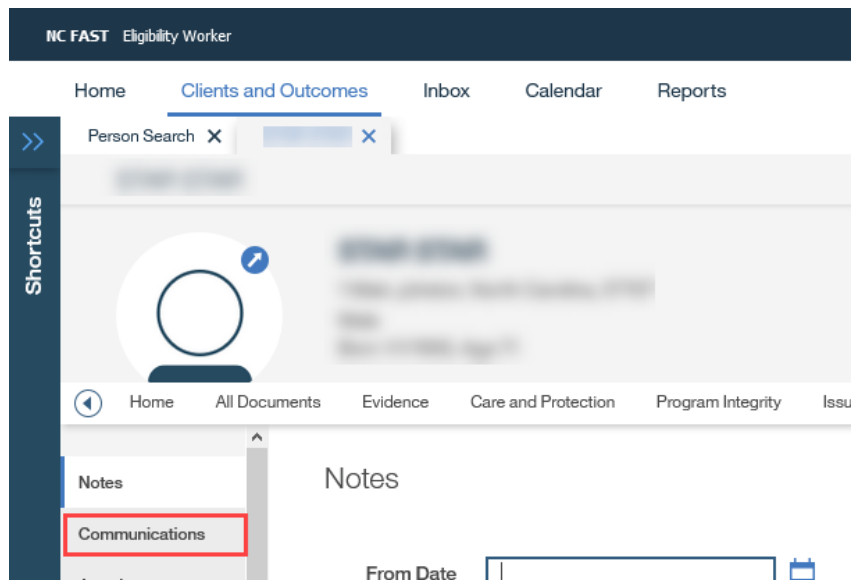 NC FAST Eligibility Worker
Home Clients and Outcomes Inbox Calendar Reports
Person Search
Shortcuts
Home All Documents Evidence Care and Protection Program Integrity
Notes
Communications
Notes
From Date